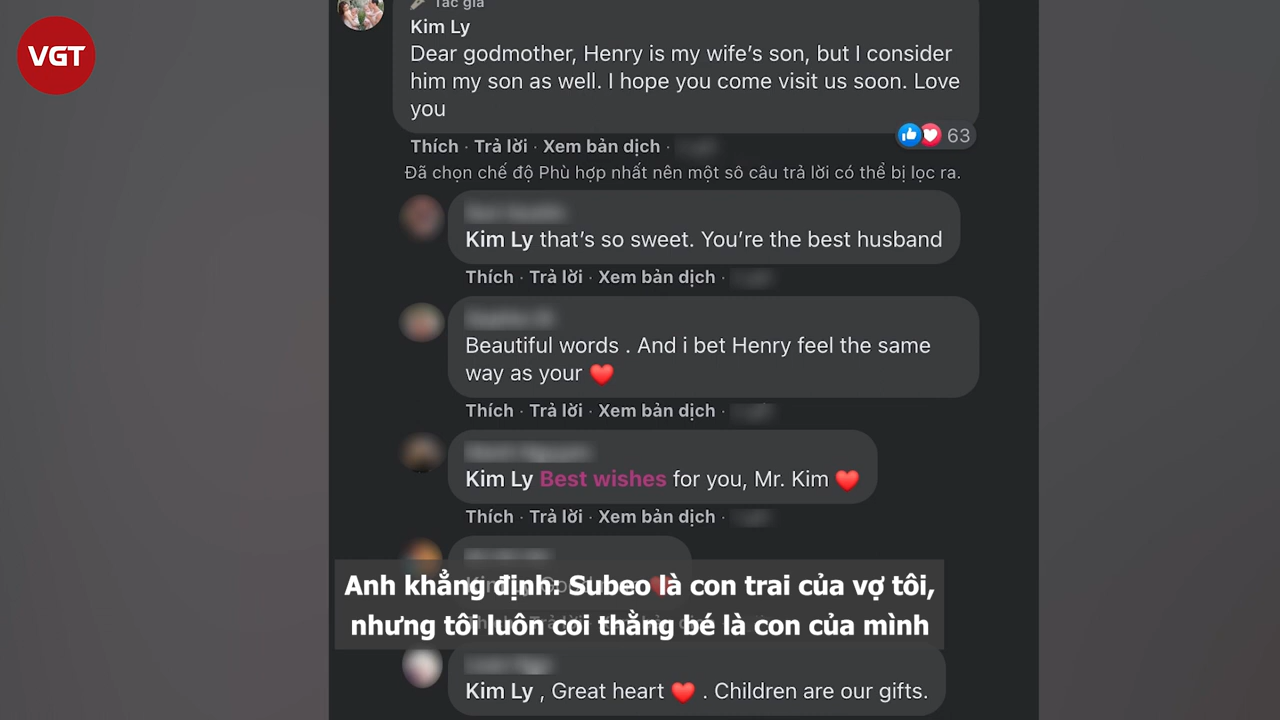 VGT
Tác giả
Kim Ly
Dear godmother, Henry is my wife's son, but I consider
him my son as well. I hope you come visit us soon. Love
you
63
Thích · Trả lời · Xem bản dịch ·
Đã chọn chế độ Phù hợp nhất nên một số câu trả lời có thể bị lọc ra.
Kim Ly that's so sweet. You're the best husband
Thích · Trả lời · Xem bản dịch ·
Beautiful words . And i bet Henry feel the same
way as your ❤️
Thích · Trả lời · Xem bản dịch ·
Kim Ly Best wishes for you, Mr. Kim ❤️
Thích · Trả lời · Xem bản dịch ·
Anh khẳng định: Subeo là con trai của vợ tôi,
nhưng tôi luôn coi thằng bé là con của mình
Kim Ly , Great heart ❤️ . Children are our gifts.